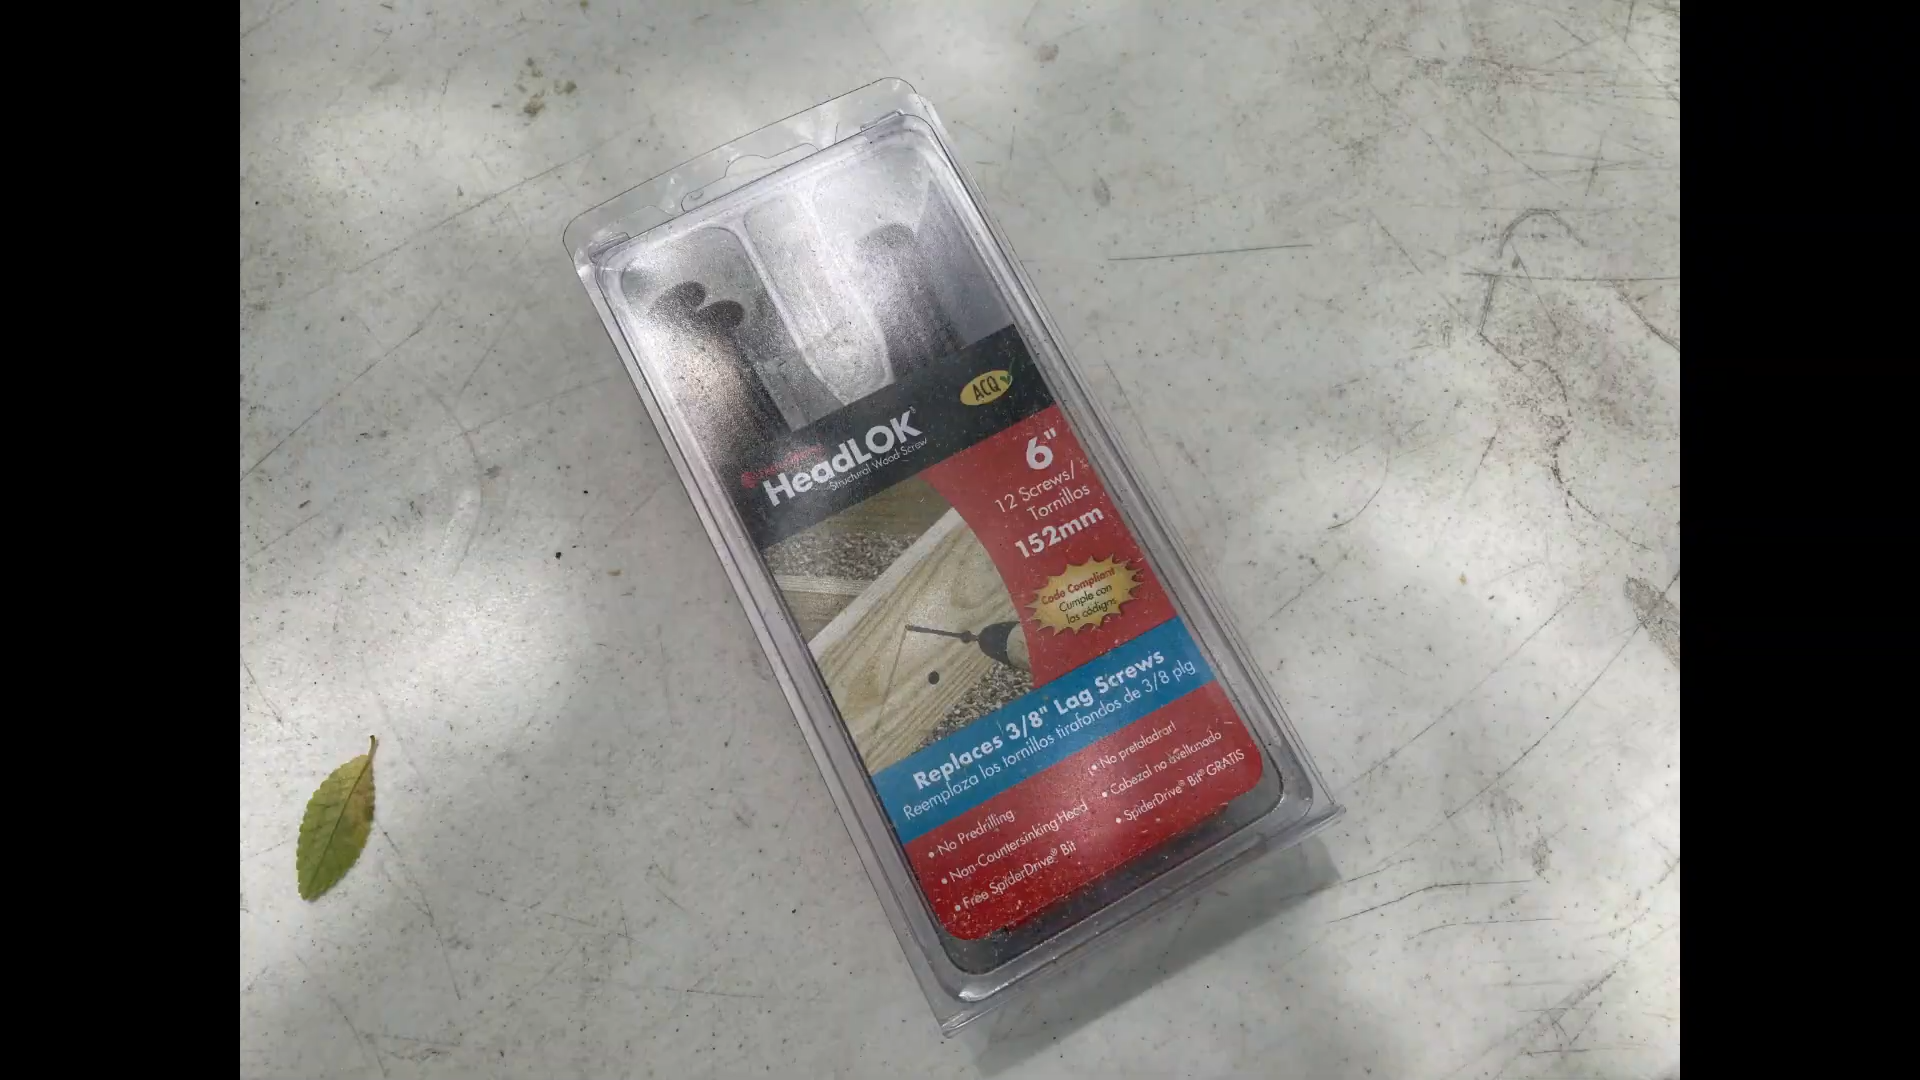 ACQ
HeadLOK
Structural Wood Screw
6"
12 Screws/
Tornillos
152mm
Code Compliant
Cumple con
los códigos
Replaces 3/8" Lag Screws
Reemplaza los tornillos tirafondos de 3/8 plg
• No Predrilling
• Non-Countersinking Head
• Free SpiderDrive® Bit
• No pretaladrar!
• Cabezal no avellanado
• SpiderDrive® Bit® GRATIS